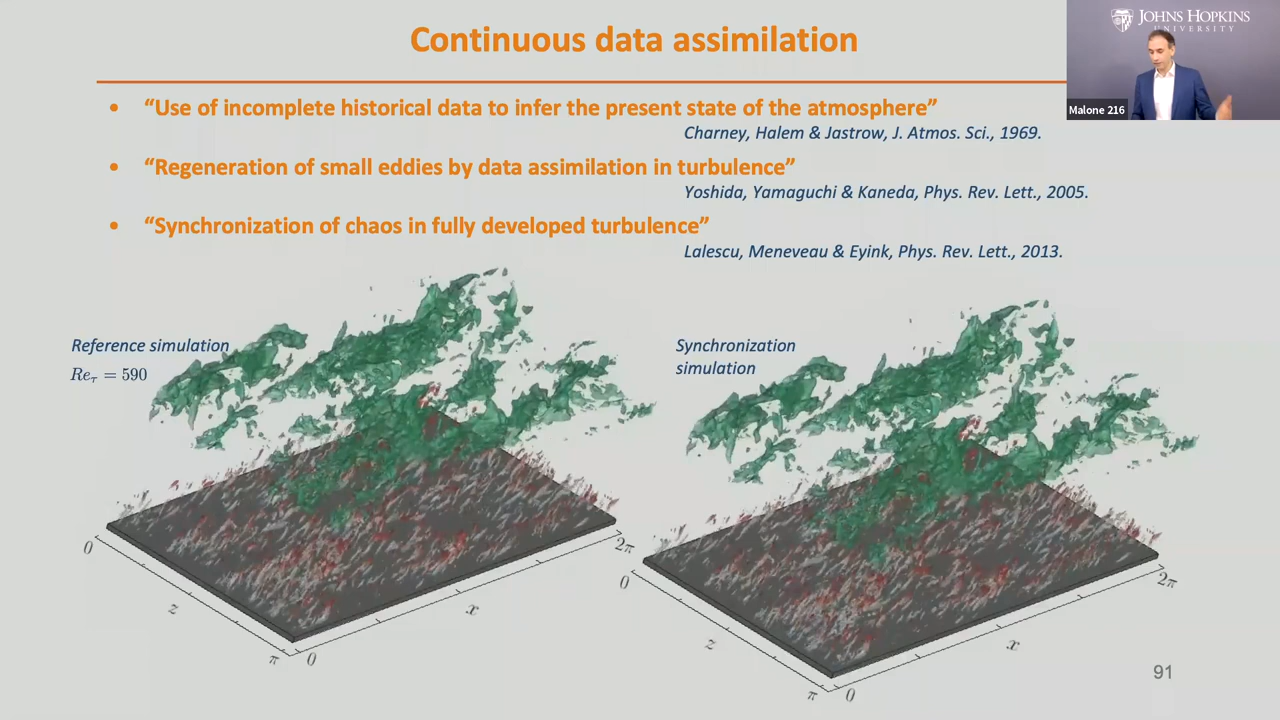 Continuous data assimilation
JOHNS HOPKINS
UNIVERSITY
Malone 216
• “Use of incomplete historical data to infer the present state of the atmosphere”
Charney, Halem & Jastrow, J. Atmos. Sci., 1969.
• “Regeneration of small eddies by data assimilation in turbulence”
Yoshida, Yamaguchi & Kaneda, Phys. Rev. Lett., 2005.
• “Synchronization of chaos in fully developed turbulence”
Lalescu, Meneveau & Eyink, Phys. Rev. Lett., 2013.
Reference simulation
Re_τ = 590
0
z
π
0
x
2π
Synchronization
simulation
0
z
π
0
x
2π
91